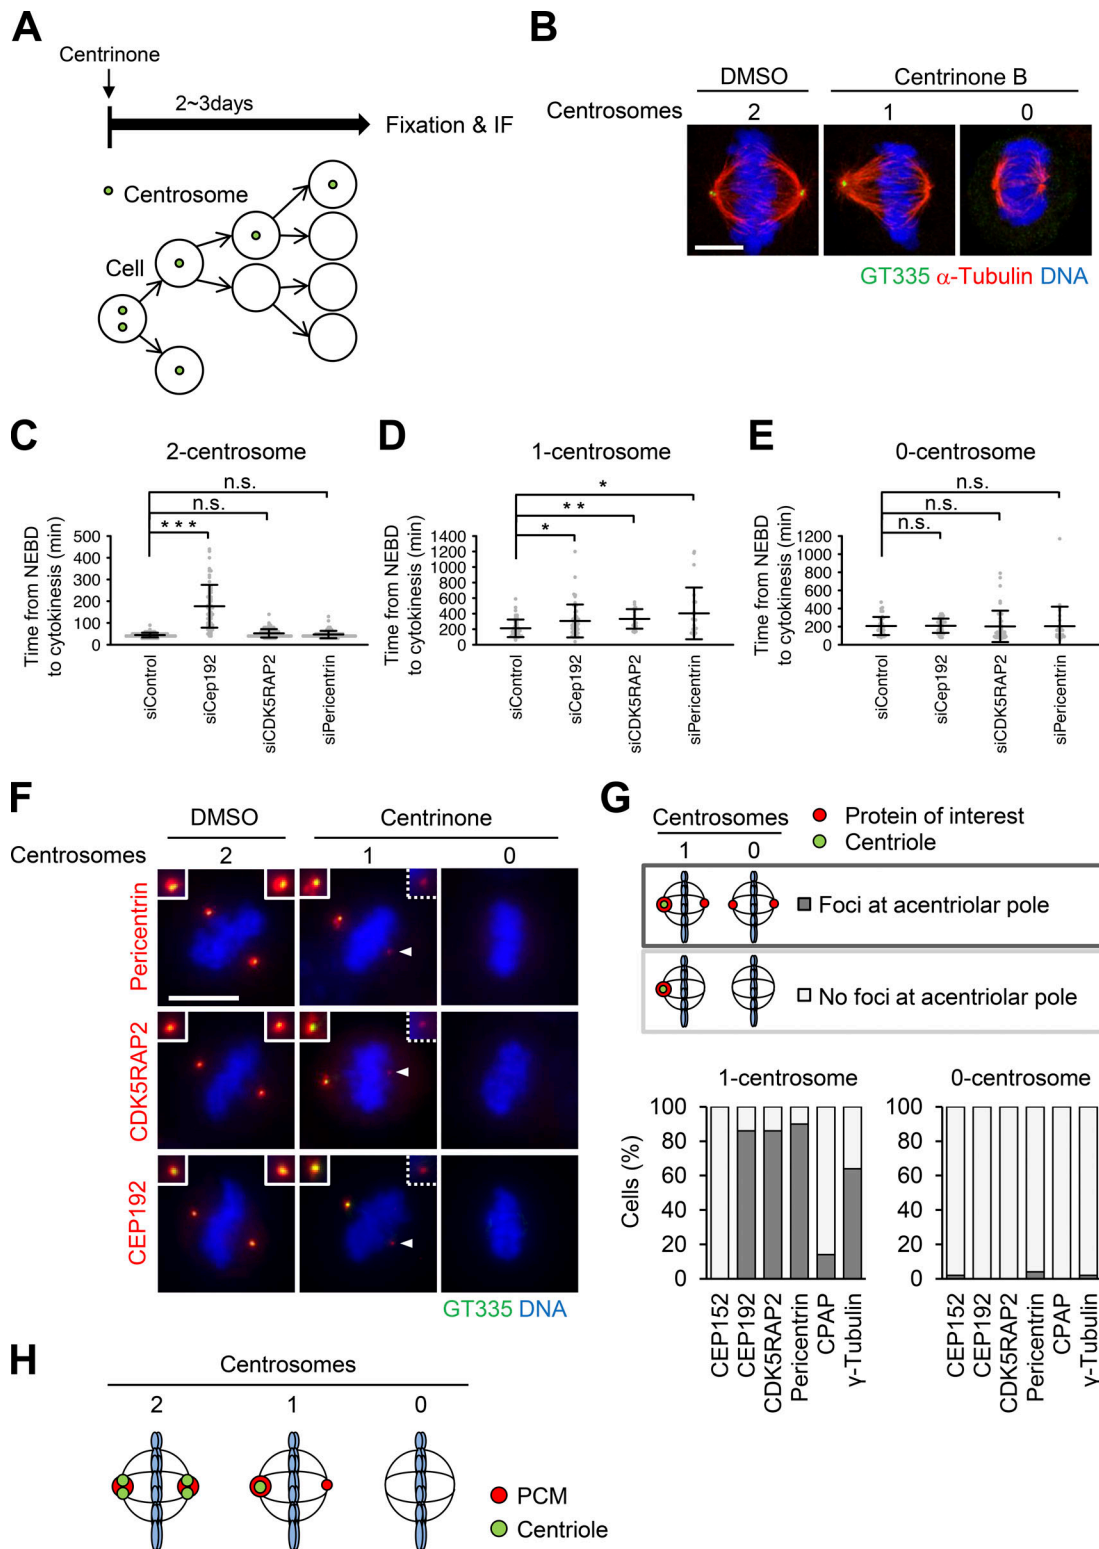 A
Centrinone
2~3days
Fixation & IF
Centrosome
Cell
B
DMSO Centrinone B
Centrosomes 2 1 0
GT335 α-Tubulin DNA
C
2-centrosome
n.s.
n.s.
***
Time from NEBD
to cytokinesis (min)
500
400
300
200
100
0
siControl
siCep192
siCDK5RAP2
siPericentrin
D
1-centrosome
*
**
*
Time from NEBD
to cytokinesis (min)
1200
1000
800
600
400
200
0
siControl
siCep192
siCDK5RAP2
siPericentrin
E
0-centrosome
n.s.
n.s.
n.s.
Time from NEBD
to cytokinesis (min)
1200
1400
1000
800
600
400
200
0
siControl
siCep192
siCDK5RAP2
siPericentrin
F
DMSO Centrinone
Centrosomes 2 1 0
Pericentrin
CDK5RAP2
CEP192
GT335 DNA
G
Centrosomes
1 0
Protein of interest
Centriole
Foci at acentriolar pole
No foci at acentriolar pole
1-centrosome
Cells (%)
100
80
60
40
20
0
CEP152
CEP192
CDK5RAP2
Pericentrin
CPAP
γ-Tubulin
0-centrosome
100
80
60
40
20
0
CEP152
CEP192
CDK5RAP2
Pericentrin
CPAP
γ-Tubulin
H
Centrosomes
2 1 0
PCM
Centriole